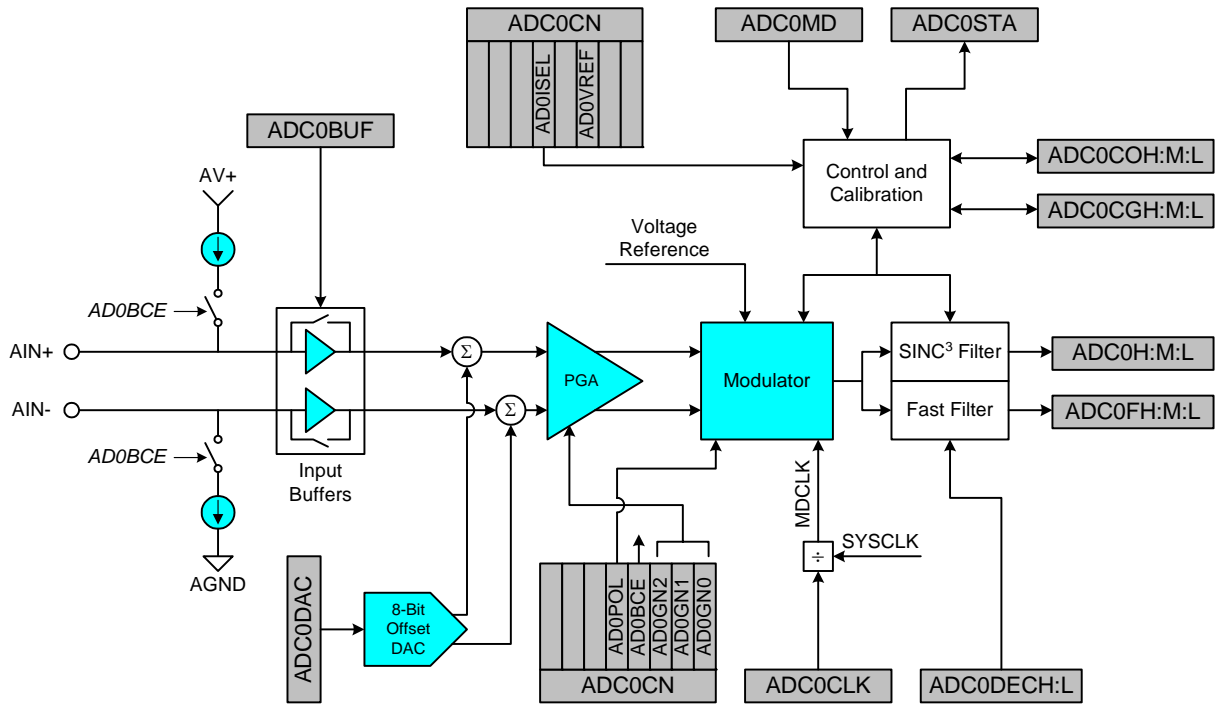 ADC0CN
AD0ISEL
AD0VREF
ADC0MD
ADC0STA
ADC0BUF
Control and
Calibration
ADC0COH:M:L
ADC0CGH:M:L
AV+
Voltage
Reference
AD0BCE
AIN+
Σ
PGA
Modulator
SINC³ Filter
ADC0H:M:L
AIN-
Σ
Fast Filter
ADC0FH:M:L
AD0BCE
Input
Buffers
MDCLK
SYSCLK
÷
AGND
ADC0DAC
8-Bit
Offset
DAC
AD0POL
AD0BCE
AD0GN2
AD0GN1
AD0GN0
ADC0CN
ADC0CLK
ADC0DECH:L